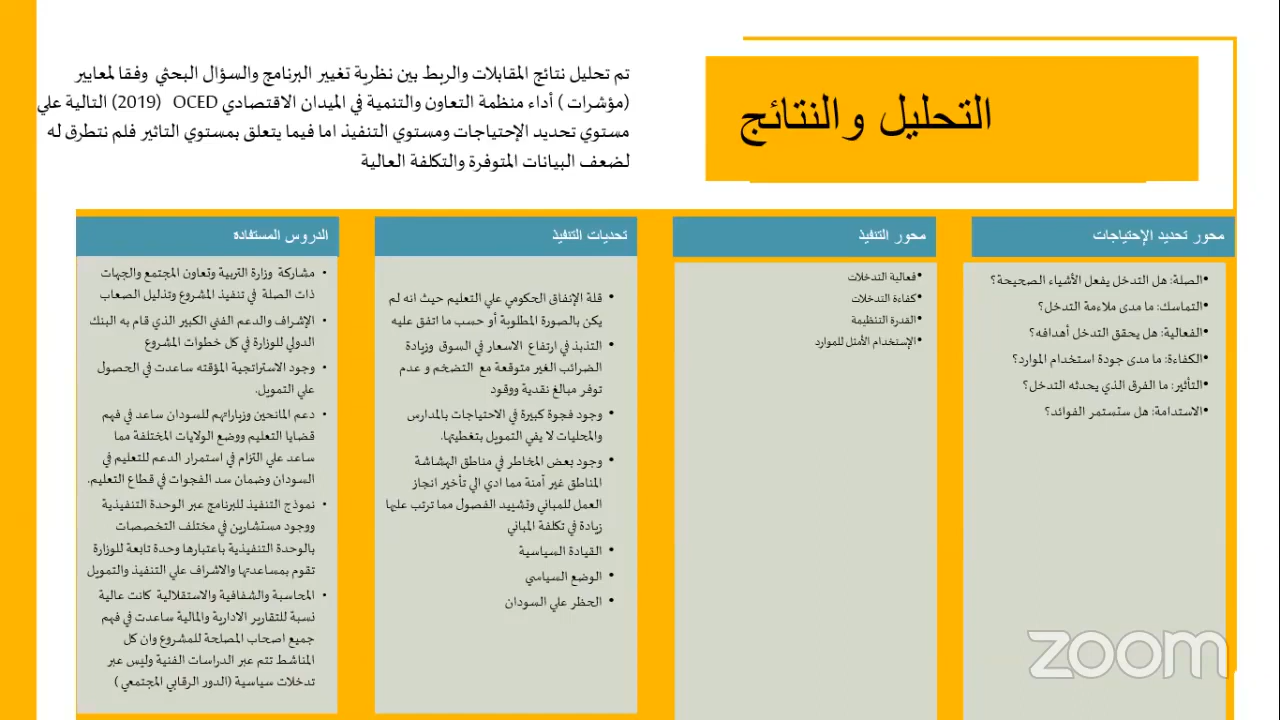 التحليل والنتائج
تم تحليل نتائج المقابلات والربط بين نظرية تغيير البرنامج والسؤال البحثي وفقا لمعايير
(مؤشرات ) أداء منظمة التعاون والتنمية في الميدان الاقتصادي OCED (2019) التالية علي
مستوي تحديد الإحتياجات ومستوي التنفيذ اما فيما يتعلق بمستوي التاثير فلم نتطرق له
لضعف البيانات المتوفرة والتكلفة العالية
محور تحديد الإحتياجات
•الصلة: هل التدخل يفعل الأشياء الصحيحة؟
•التماسك: ما مدى ملاءمة التدخل؟
•الفعالية: هل يحقق التدخل أهدافه؟
•الكفاءة: ما مدى جودة استخدام الموارد؟
•التأثير: ما الفرق الذي يحدثه التدخل؟
•الاستدامة: هل ستستمر الفوائد؟
محور التنفيذ
•فعالية التدخلات
•كفاءة التدخلات
•القدرة التنظيمة
•الإستخدام الأمثل للموارد
تحديات التنفيذ
• قلة الإنفاق الحكومي علي التعليم حيث انه لم
يكن بالصورة المطلوبة أو حسب ما اتفق عليه
• التذبذ في ارتفاع الاسعار في السوق وزيادة
الضرائب الغير متوقعة مع التضخم و عدم
توفر مبالغ نقدية ووقود
• وجود فجوة كبيرة في الاحتياجات بالمدارس
والمحليات لا يفي التمويل بتغطيتها.
• وجود بعض المخاطر في مناطق الهشاشة
المناطق غير آمنة مما ادي الي تأخير انجاز
العمل للمباني وتشييد الفصول مما ترتب عليها
زيادة في تكلفة المباني
• القيادة السياسية
• الوضع السياسي
• الحظر علي السودان
الدروس المستفادة
• مشاركة وزارة التربية وتعاون المجتمع والجهات
ذات الصلة في تنفيذ المشروع وتذليل الصعاب
• الإشراف والدعم الفني الكبير الذي قام به البنك
الدولي للوزارة في كل خطوات المشروع
• وجود الاستراتجية المؤقته ساعدت في الحصول
علي التمويل.
• دعم المانحين وزياراتهم للسودان ساعد في فهم
قضايا التعليم ووضع الولايات المختلفة مما
ساعد علي التزام في استمرار الدعم للتعليم في
السودان وضمان سد الفجوات في قطاع التعليم.
• نموذج التنفيذ للبرنامج عبر الوحدة التنفيذية
ووجود مستشارين في مختلف التخصصات
بالوحدة التنفيذية باعتبارها وحدة تابعة للوزارة
تقوم بمساعدتها والاشراف علي التنفيذ والتمويل
• المحاسبة والشفافية والاستقلالية كانت عالية
نسبة للتقارير الادارية والمالية ساعدت في فهم
جميع اصحاب المصلحة للمشروع وان كل
المناشط تتم عبر الدراسات الفنية وليس عبر
تدخلات سياسية (الدور الرقابي المجتمعي )
zoom